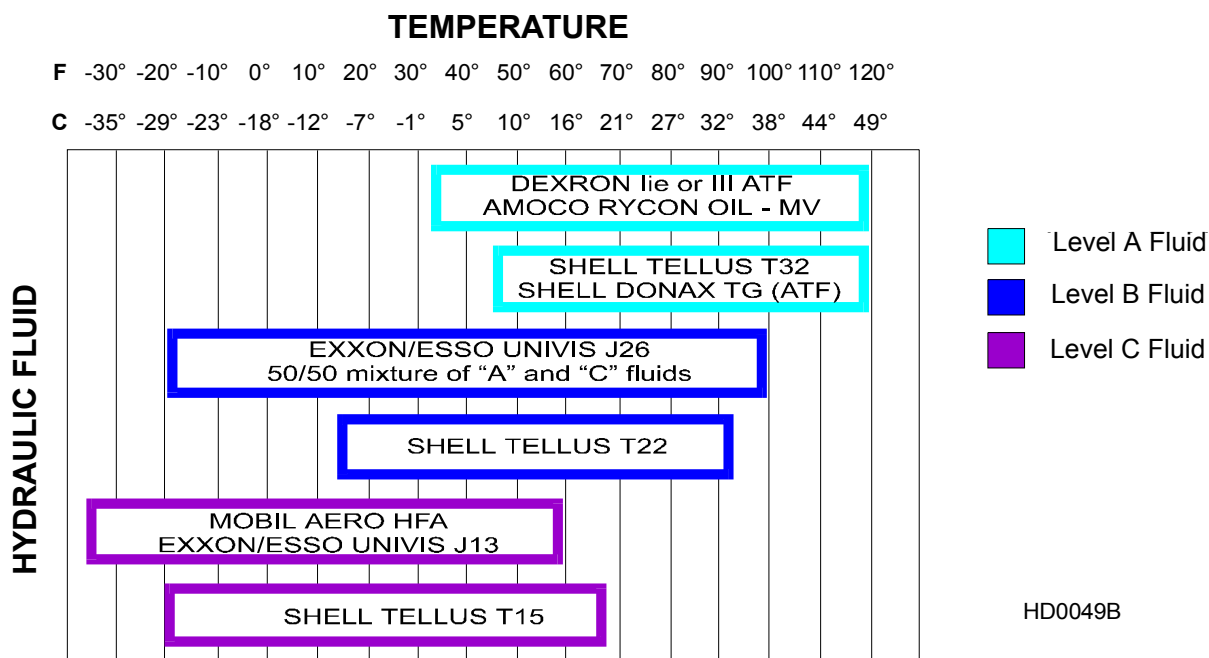 TEMPERATURE
F -30° -20° -10° 0° 10° 20° 30° 40° 50° 60° 70° 80° 90° 100° 110° 120°
C -35° -29° -23° -18° -12° -7° -1° 5° 10° 16° 21° 27° 32° 38° 44° 49°
HYDRAULIC FLUID
DEXRON IIe or III ATF
AMOCO RYCON OIL - MV
SHELL TELLUS T32
SHELL DONAX TG (ATF)
EXXON/ESSO UNIVIS J26
50/50 mixture of “A” and “C” fluids
SHELL TELLUS T22
MOBIL AERO HFA
EXXON/ESSO UNIVIS J13
SHELL TELLUS T15
Level A Fluid
Level B Fluid
Level C Fluid
HD0049B